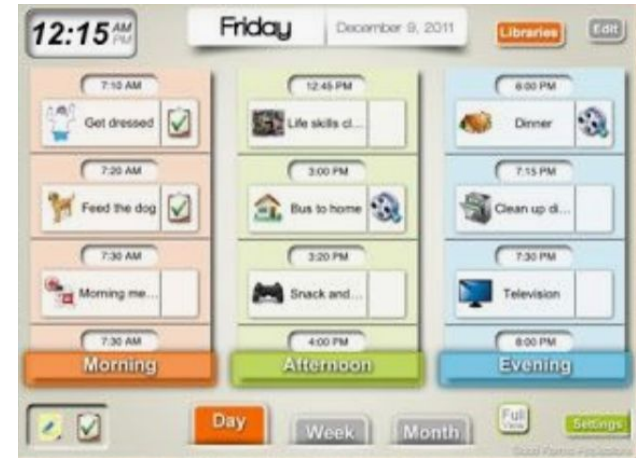 12:15 AM PM
Friday
December 9, 2011
Libraries
Edit
7:10 AM
Get dressed
7:20 AM
Feed the dog
7:30 AM
Morning me...
7:30 AM
Morning
12:45 PM
Life skills cl...
3:00 PM
Bus to home
3:20 PM
Snack and...
4:00 PM
Afternoon
6:00 PM
Dinner
7:15 PM
Clean up di...
7:30 PM
Television
8:00 PM
Evening
Day
Week
Month
Full
View
Settings
Good Karma Applications